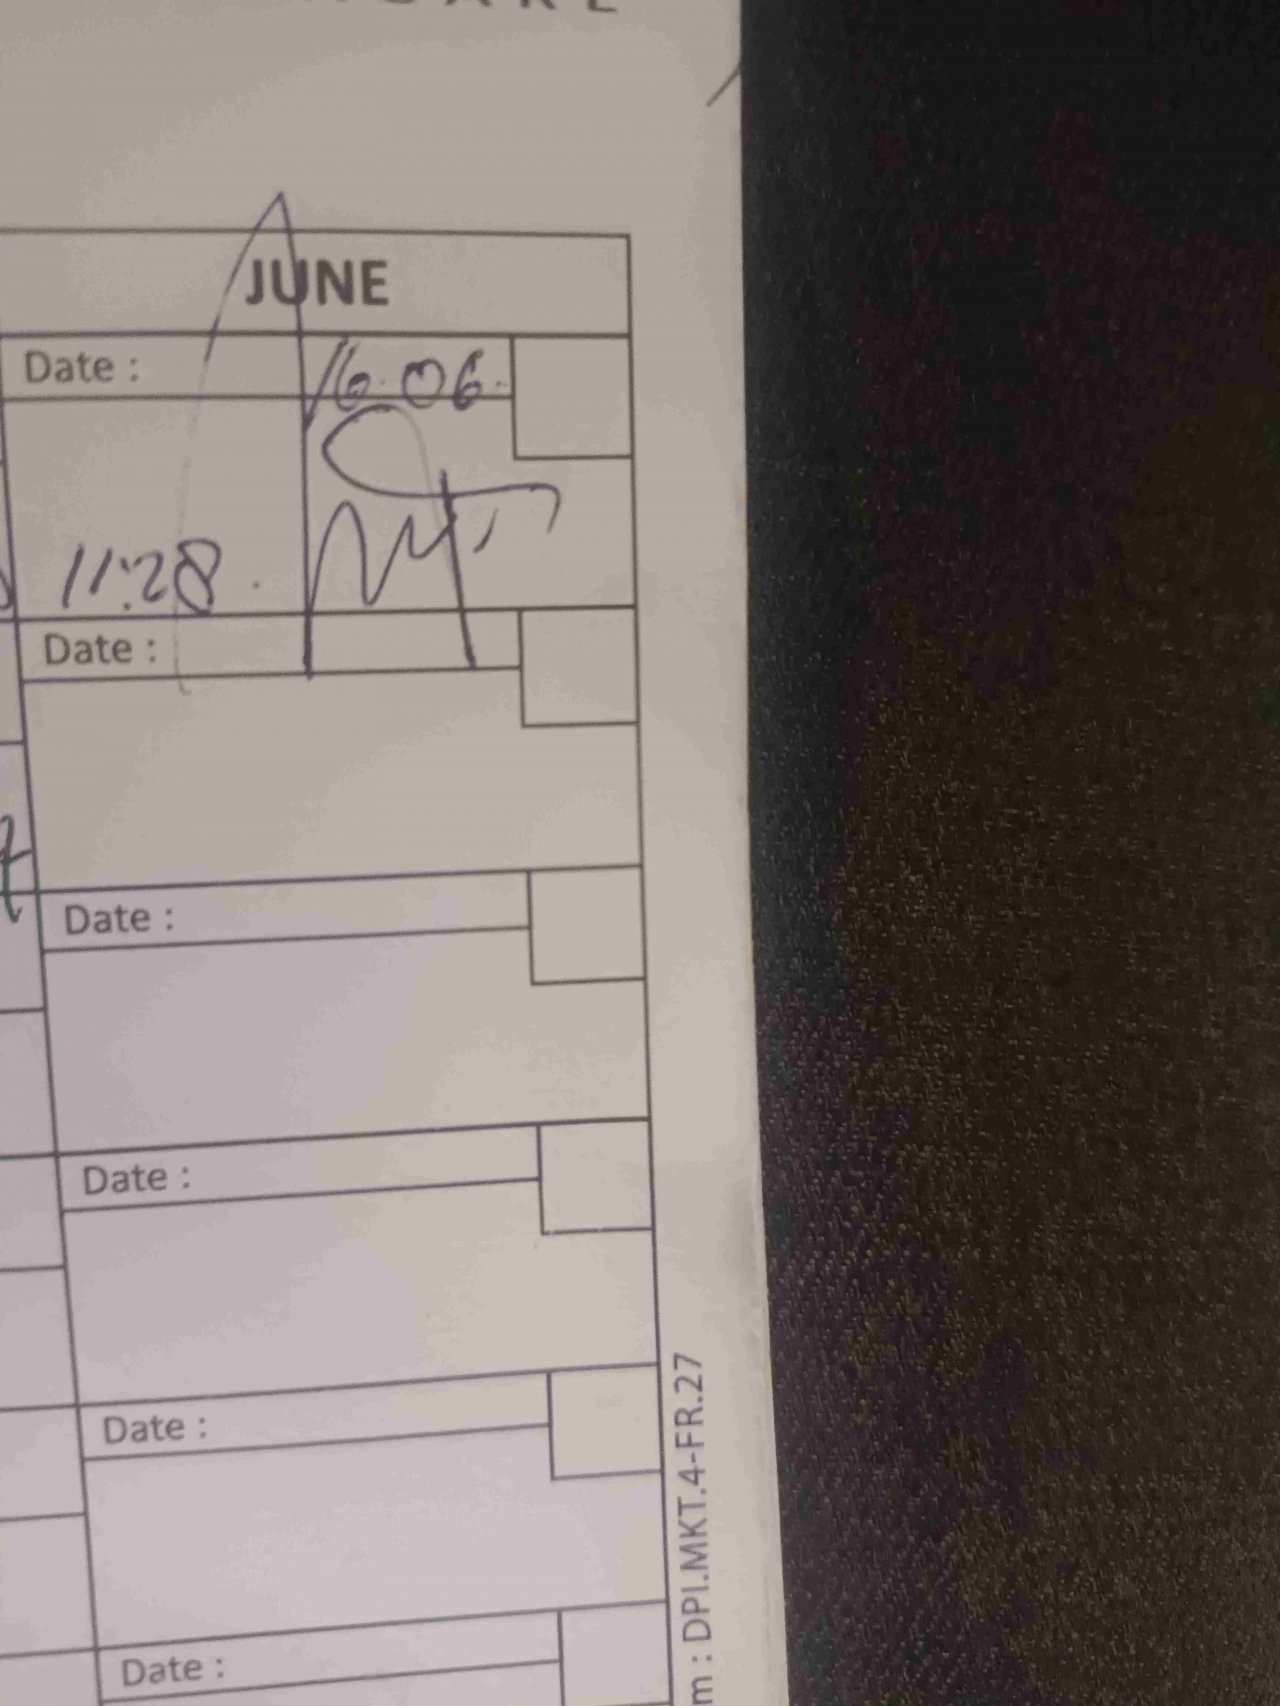 JUNE
Date : 16.06.
11:28.
Date :
Date :
Date :
Date :
Date :
m : DPI.MKT.4-FR.27